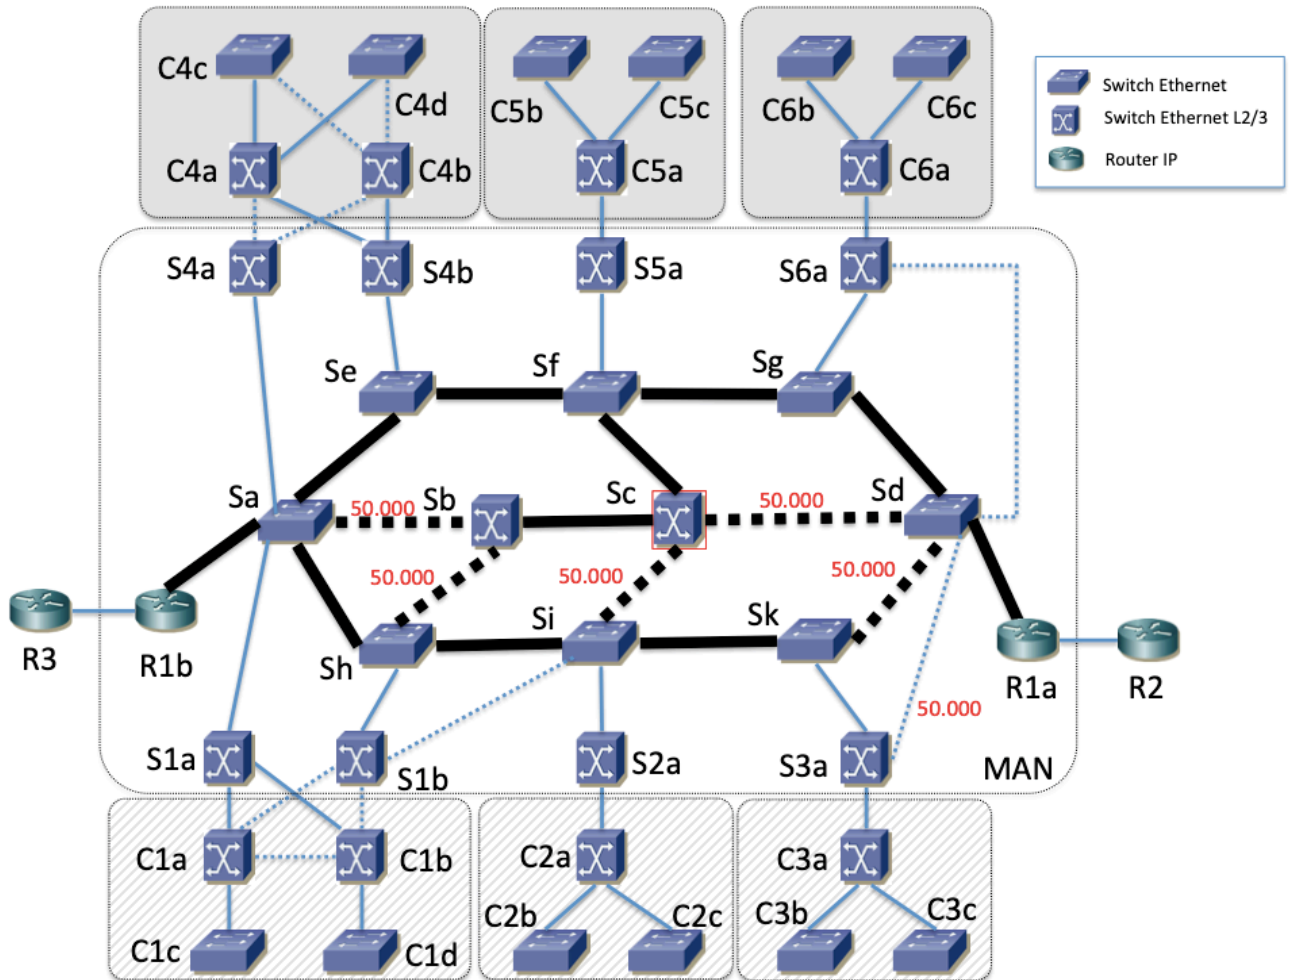 C4c
C4d
C5b
C5c
C6b
C6c
Switch Ethernet
Switch Ethernet L2/3
Router IP
C4a
C4b
C5a
C6a
S4a
S4b
S5a
S6a
Se
Sf
Sg
Sa
50.000
Sb
Sc
50.000
Sd
50.000
50.000
50.000
R3
R1b
Sh
Si
Sk
R1a
R2
50.000
S1a
S1b
S2a
S3a
MAN
C1a
C1b
C2a
C3a
C1c
C1d
C2b
C2c
C3b
C3c